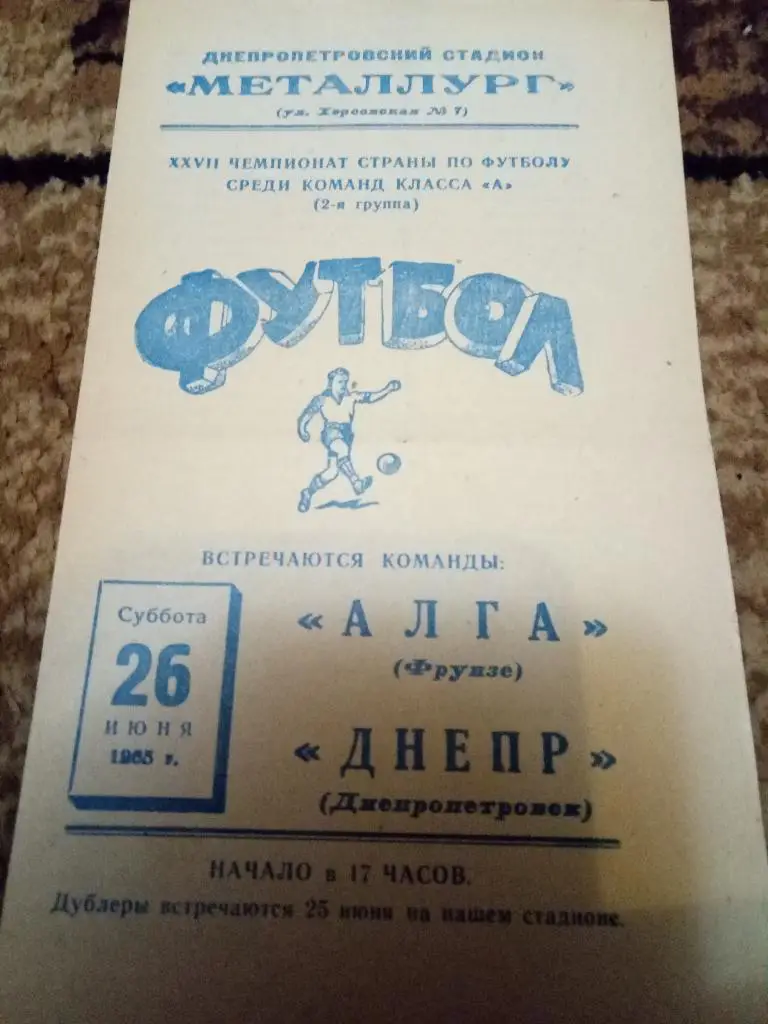 ДНЕПРОПЕТРОВСКИЙ СТАДИОН
«МЕТАЛЛУРГ»
(ул. Херсонская № 7)
XXVII ЧЕМПИОНАТ СТРАНЫ ПО ФУТБОЛУ
СРЕДИ КОМАНД КЛАССА «А»
(2-я группа)
ФУТБОЛ
ВСТРЕЧАЮТСЯ КОМАНДЫ:
Суббота
26
ИЮНЯ
1965 г.
«АЛГА»
(Фрунзе)
«ДНЕПР»
(Днепропетровск)
НАЧАЛО в 17 ЧАСОВ.
Дублеры встречаются 25 июня на нашем стадионе.